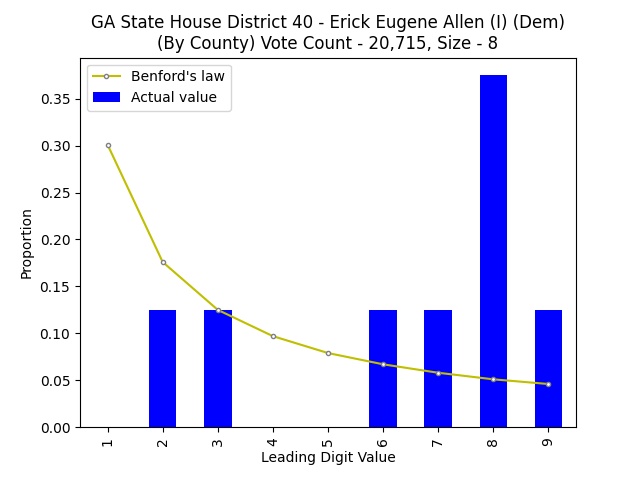 GA State House District 40 - Erick Eugene Allen (I) (Dem)
(By County) Vote Count - 20,715, Size - 8
Benford's law
Actual value
0.35
0.30
0.25
0.20
0.15
0.10
0.05
0.00
Proportion
1 2 3 4 5 6 7 8 9
Leading Digit Value